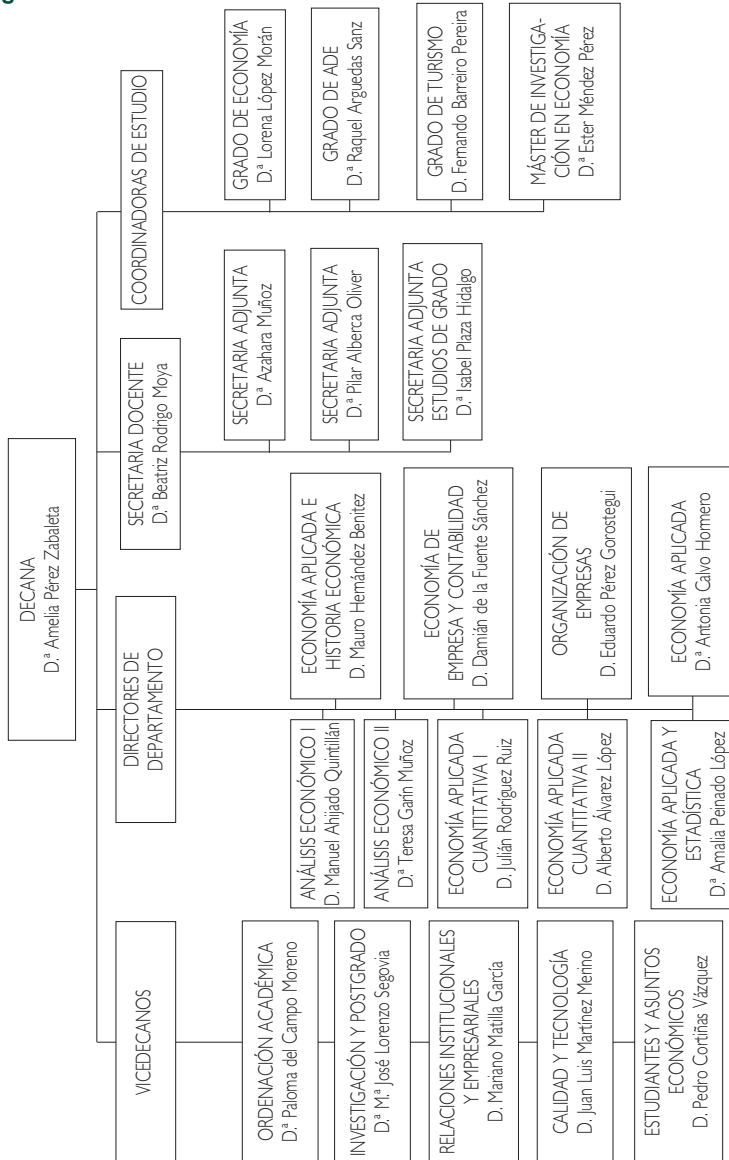 DECANA
D.ª Amelia Pérez Zabaleta
VICEDECANOS
ORDENACIÓN ACADÉMICA
D.ª Paloma del Campo Moreno
INVESTIGACIÓN Y POSTGRADO
D.ª M.ª José Lorenzo Segovia
RELACIONES INSTITUCIONALES
Y EMPRESARIALES
D. Mariano Matilla García
CALIDAD Y TECNOLOGÍA
D. Juan Luis Martínez Merino
ESTUDIANTES Y ASUNTOS
ECONÓMICOS
D. Pedro Cortiñas Vázquez
DIRECTORES DE
DEPARTAMENTO
ANÁLISIS ECONÓMICO I
D. Manuel Ahijado Quintillán
ANÁLISIS ECONÓMICO II
D.ª Teresa Garín Muñoz
ECONOMÍA APLICADA
CUANTITATIVA I
D. Julián Rodríguez Ruiz
ECONOMÍA APLICADA
CUANTITATIVA II
D. Alberto Álvarez López
ECONOMÍA APLICADA Y
ESTADÍSTICA
D.ª Amalia Peinado López
ECONOMÍA APLICADA E
HISTORIA ECONÓMICA
D. Mauro Hernández Benitez
ECONOMÍA DE
EMPRESA Y CONTABILIDAD
D. Damián de la Fuente Sánchez
ORGANIZACIÓN DE
EMPRESAS
D. Eduardo Pérez Gorostegui
ECONOMÍA APLICADA
D.ª Antonia Calvo Hornero
SECRETARIA DOCENTE
D.ª Beatriz Rodrigo Moya
SECRETARIA ADJUNTA
D.ª Azahara Muñoz
SECRETARIA ADJUNTA
D.ª Pilar Alberca Oliver
SECRETARIA ADJUNTA
ESTUDIOS DE GRADO
D.ª Isabel Plaza Hidalgo
COORDINADORAS DE ESTUDIO
GRADO DE ECONOMÍA
D.ª Lorena López Morán
GRADO DE ADE
D.ª Raquel Arguedas Sanz
GRADO DE TURISMO
D. Fernando Barreiro Pereira
MÁSTER DE INVESTIGA-
CIÓN EN ECONOMÍA
D.ª Ester Méndez Pérez